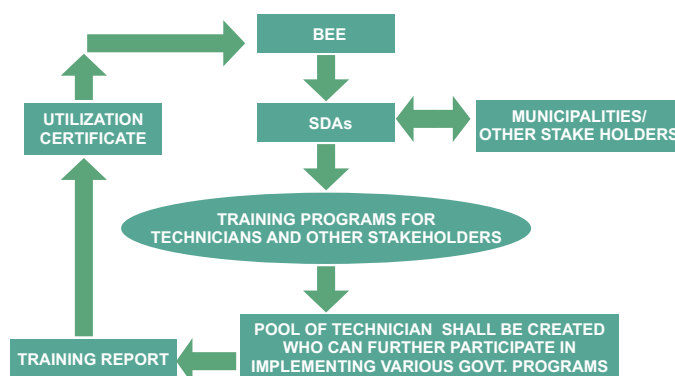 BEE
UTILIZATION
CERTIFICATE
SDAs
MUNICIPALITIES/
OTHER STAKE HOLDERS
TRAINING PROGRAMS FOR
TECHNICIANS AND OTHER STAKEHOLDERS
POOL OF TECHNICIAN SHALL BE CREATED
WHO CAN FURTHER PARTICIPATE IN
IMPLEMENTING VARIOUS GOVT. PROGRAMS
TRAINING REPORT